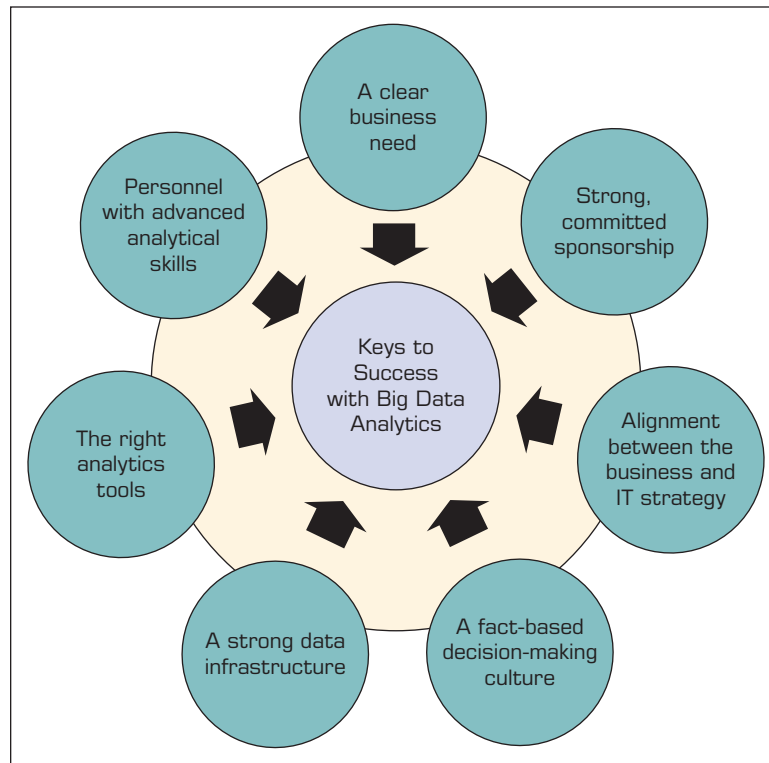 A clear
business
need
Strong,
committed
sponsorship
Alignment
between the
business and
IT strategy
A fact-based
decision-making
culture
A strong data
infrastructure
The right
analytics
tools
Personnel
with advanced
analytical
skills
Keys to
Success
with Big Data
Analytics